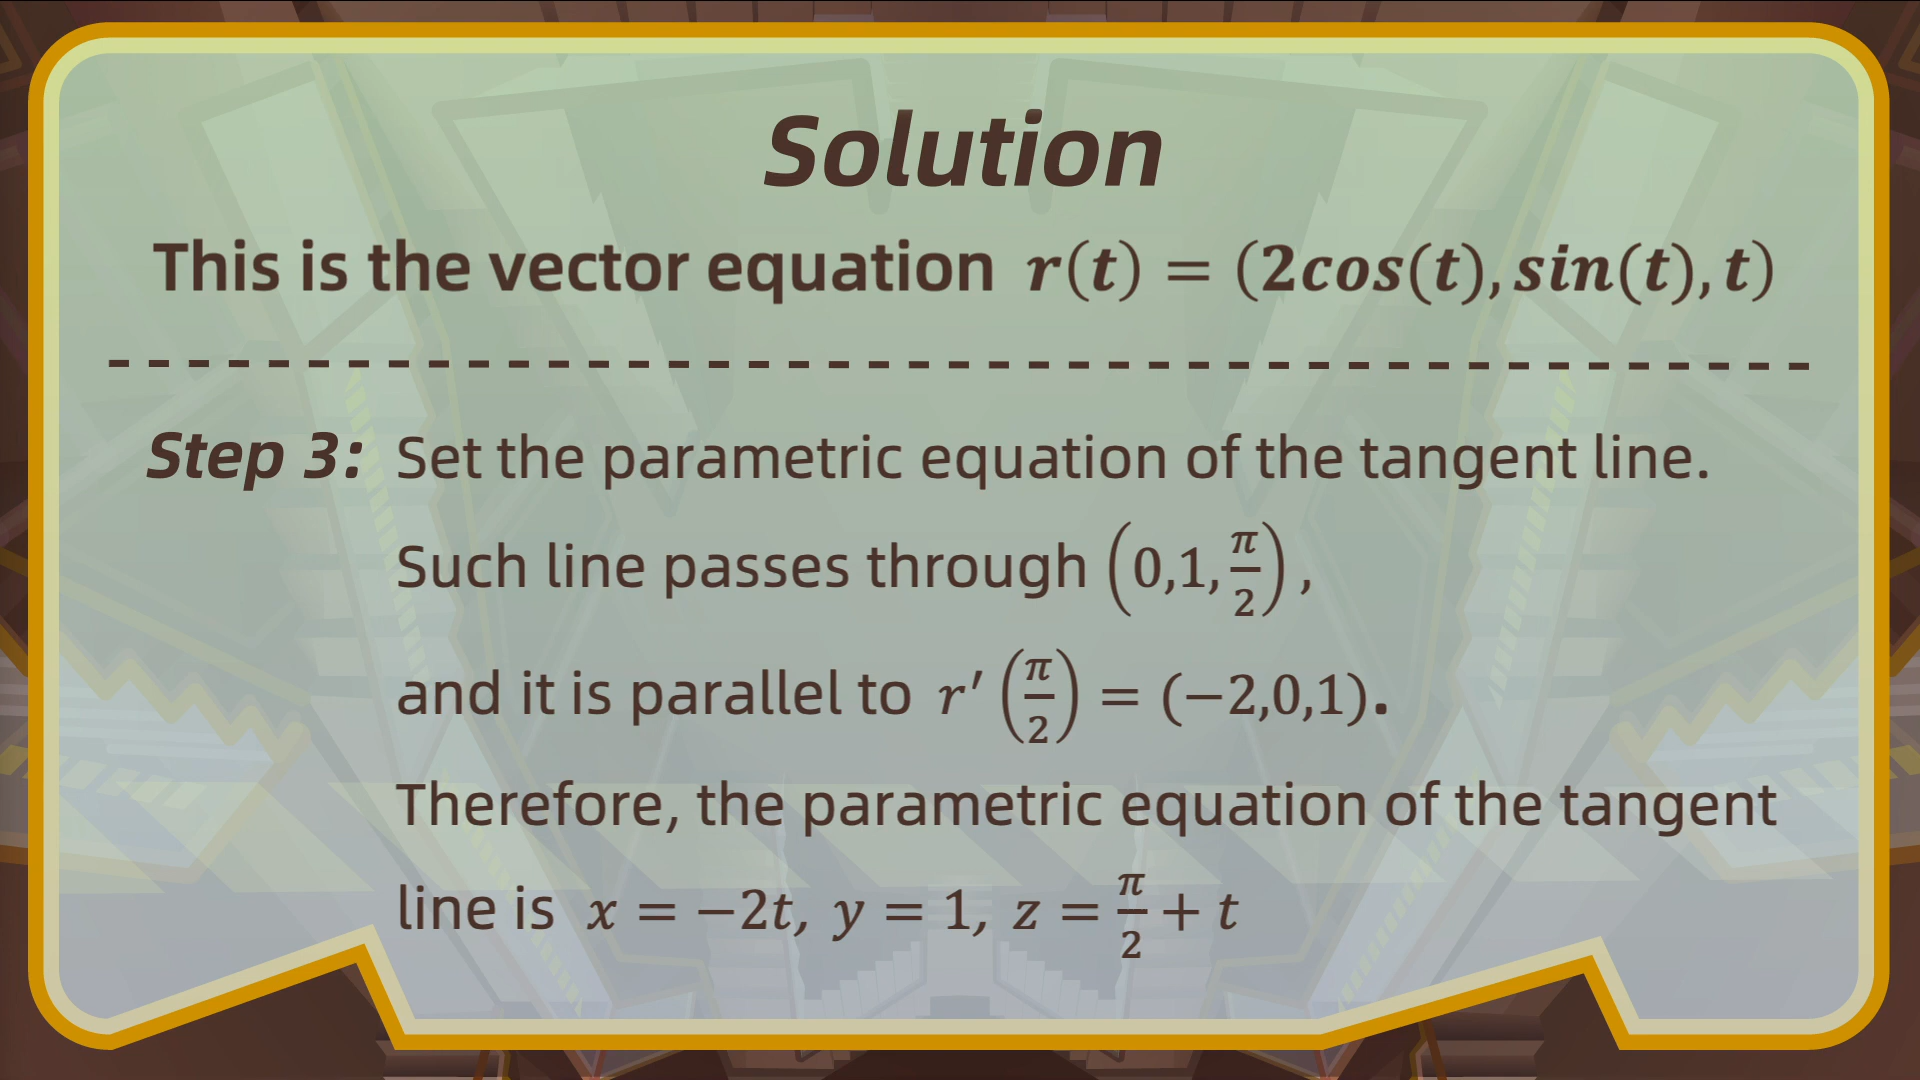 Solution
This is the vector equation r(t) = (2cos(t), sin(t), t)
Step 3: Set the parametric equation of the tangent line.
Such line passes through (0,1,π/2),
and it is parallel to r′(π/2) = (−2,0,1).
Therefore, the parametric equation of the tangent
line is x = −2t, y = 1, z = π/2 + t